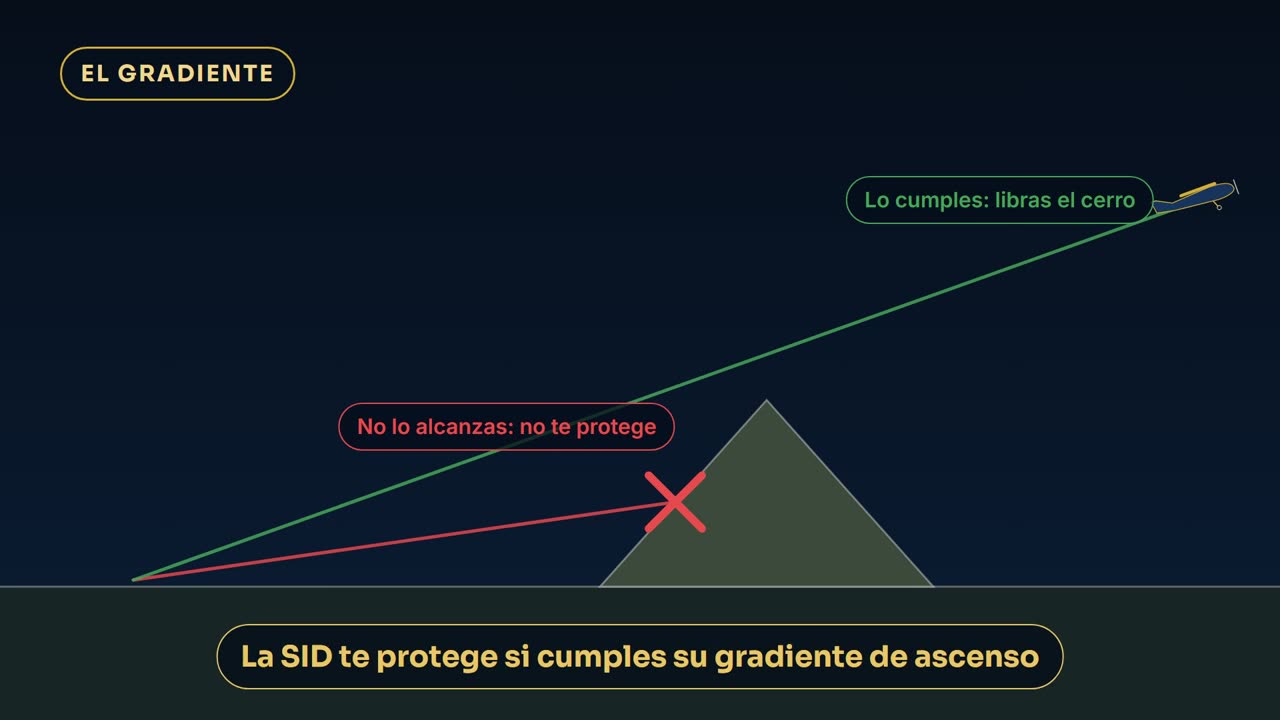 EL GRADIENTE
Lo cumples: libras el cerro
No lo alcanzas: no te protege
La SID te protege si cumples su gradiente de ascenso